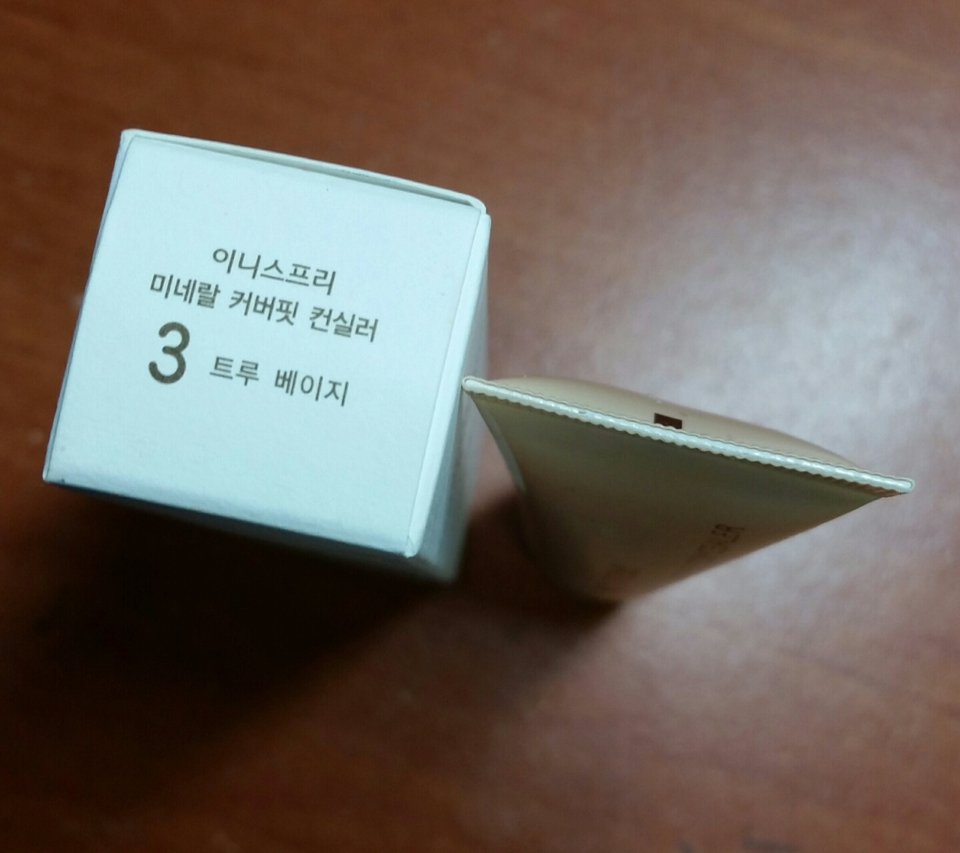 이니스프리
미네랄 커버핏 컨실러
3 트루 베이지